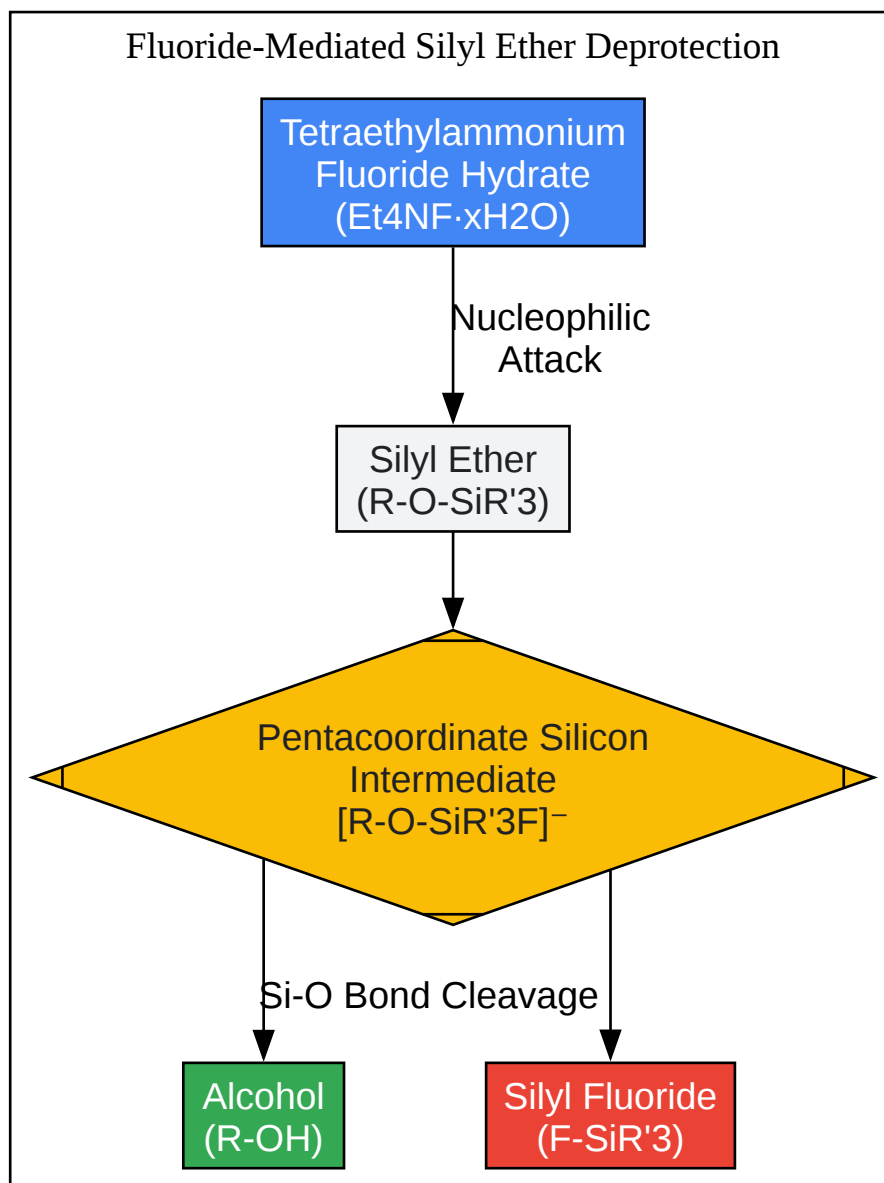 Fluoride-Mediated Silyl Ether Deprotection
Tetraethylammonium
Fluoride Hydrate
(Et4NF·xH2O)
Nucleophilic
Attack
Silyl Ether
(R-O-SiR'3)
Pentacoordinate Silicon
Intermediate
[R-O-SiR'3F]⁻
Si-O Bond Cleavage
Alcohol
(R-OH)
Silyl Fluoride
(F-SiR'3)